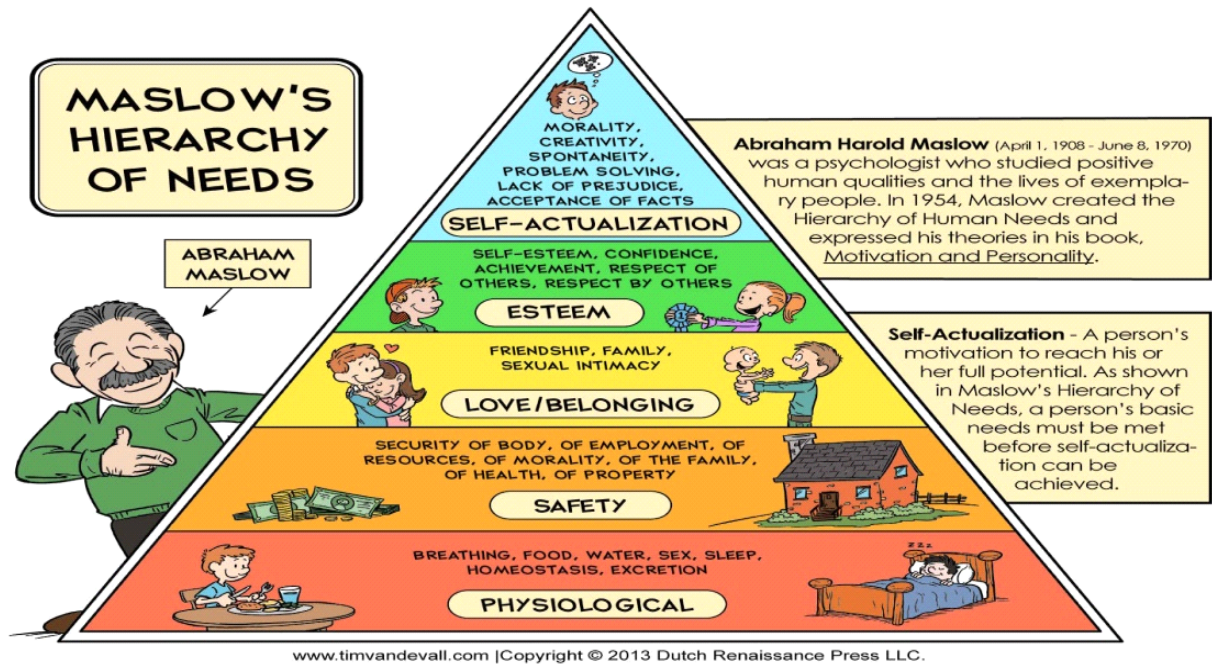 MASLOW'S
HIERARCHY
OF NEEDS
ABRAHAM
MASLOW
MORALITY,
CREATIVITY,
SPONTANEITY,
PROBLEM SOLVING,
LACK OF PREJUDICE,
ACCEPTANCE OF FACTS
SELF-ACTUALIZATION
SELF-ESTEEM, CONFIDENCE,
ACHIEVEMENT, RESPECT OF
OTHERS, RESPECT BY OTHERS
ESTEEM
1
FRIENDSHIP, FAMILY,
SEXUAL INTIMACY
LOVE/BELONGING
SECURITY OF BODY, OF EMPLOYMENT, OF
RESOURCES, OF MORALITY, OF THE FAMILY,
OF HEALTH, OF PROPERTY
SAFETY
BREATHING, FOOD, WATER, SEX, SLEEP,
HOMEOSTASIS, EXCRETION
PHYSIOLOGICAL
ZZZ
Abraham Harold Maslow (April 1, 1908 - June 8, 1970)
was a psychologist who studied positive
human qualities and the lives of exempla-
ry people. In 1954, Maslow created the
Hierarchy of Human Needs and
expressed his theories in his book,
Motivation and Personality.
Self-Actualization - A person's
motivation to reach his or
her full potential. As shown
in Maslow's Hierarchy of
Needs, a person's basic
needs must be met
before self-actualiza-
tion can be
achieved.
www.timvandevall.com |Copyright © 2013 Dutch Renaissance Press LLC.